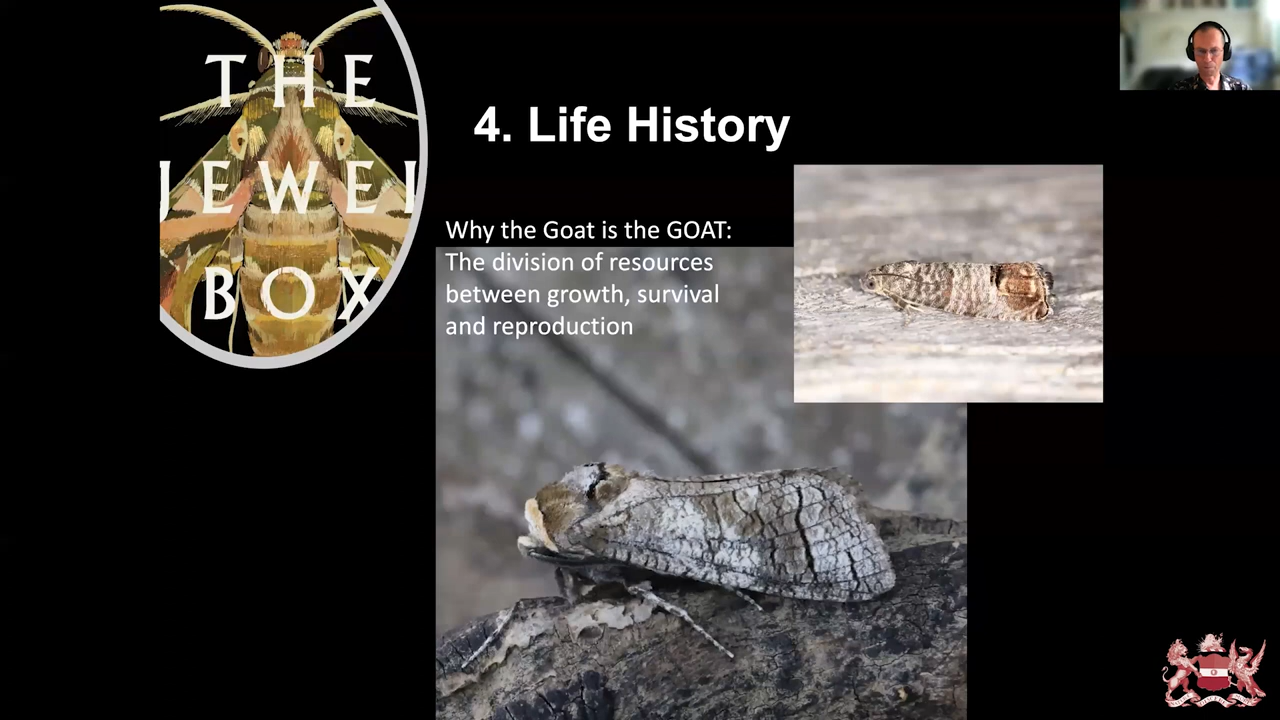 THE
JEWEL
BOX
4. Life History
Why the Goat is the GOAT:
The division of resources
between growth, survival
and reproduction